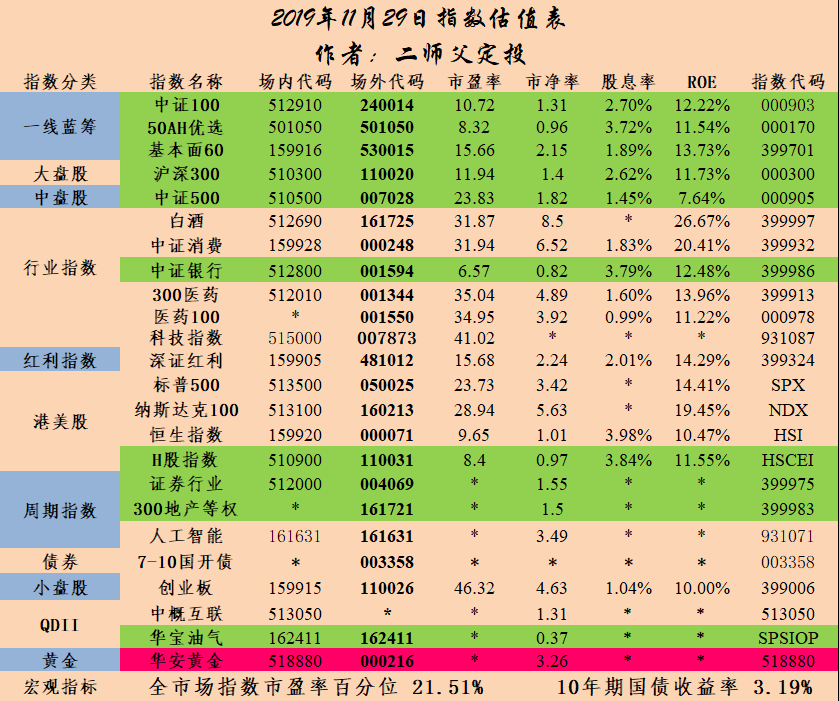 2019年11月29日指数估值表
作者：二师父定投
指数分类 指数名称 场内代码 场外代码 市盈率 市净率 股息率 ROE 指数代码
一线蓝筹 中证100 512910 240014 10.72 1.31 2.70% 12.22% 000903
50AH优选 501050 501050 8.32 0.96 3.72% 11.54% 000170
基本面60 159916 530015 15.66 2.15 1.89% 13.73% 399701
大盘股 沪深300 510300 110020 11.94 1.4 2.62% 11.73% 000300
中盘股 中证500 510500 007028 23.83 1.82 1.45% 7.64% 000905
行业指数 白酒 512690 161725 31.87 8.5 * 26.67% 399997
中证消费 159928 000248 31.94 6.52 1.83% 20.41% 399932
中证银行 512800 001594 6.57 0.82 3.79% 12.48% 399986
300医药 512010 001344 35.04 4.89 1.60% 13.96% 399913
医药100 * 001550 34.95 3.92 0.99% 11.22% 000978
科技指数 515000 007873 41.02 * * * 931087
红利指数 深证红利 159905 481012 15.68 2.24 2.01% 14.29% 399324
港美股 标普500 513500 050025 23.73 3.42 * 14.41% SPX
纳斯达克100 513100 160213 28.94 5.63 * 19.45% NDX
恒生指数 159920 000071 9.65 1.01 3.98% 10.47% HSI
H股指数 510900 110031 8.4 0.97 3.84% 11.55% HSCEI
周期指数 证券行业 512000 004069 * 1.55 * * 399975
300地产等权 * 161721 * 1.5 * * 399983
人工智能 161631 161631 * 3.49 * * 931071
债券 7-10国开债 * 003358 * * * * 003358
小盘股 创业板 159915 110026 46.32 4.63 1.04% 10.00% 399006
QDII 中概互联 513050 * * 1.31 * * 513050
华宝油气 162411 162411 * 0.37 * * SPSIOP
黄金 华安黄金 518880 000216 * 3.26 * * 518880
宏观指标 全市场指数市盈率百分位 21.51% 10年期国债收益率 3.19%